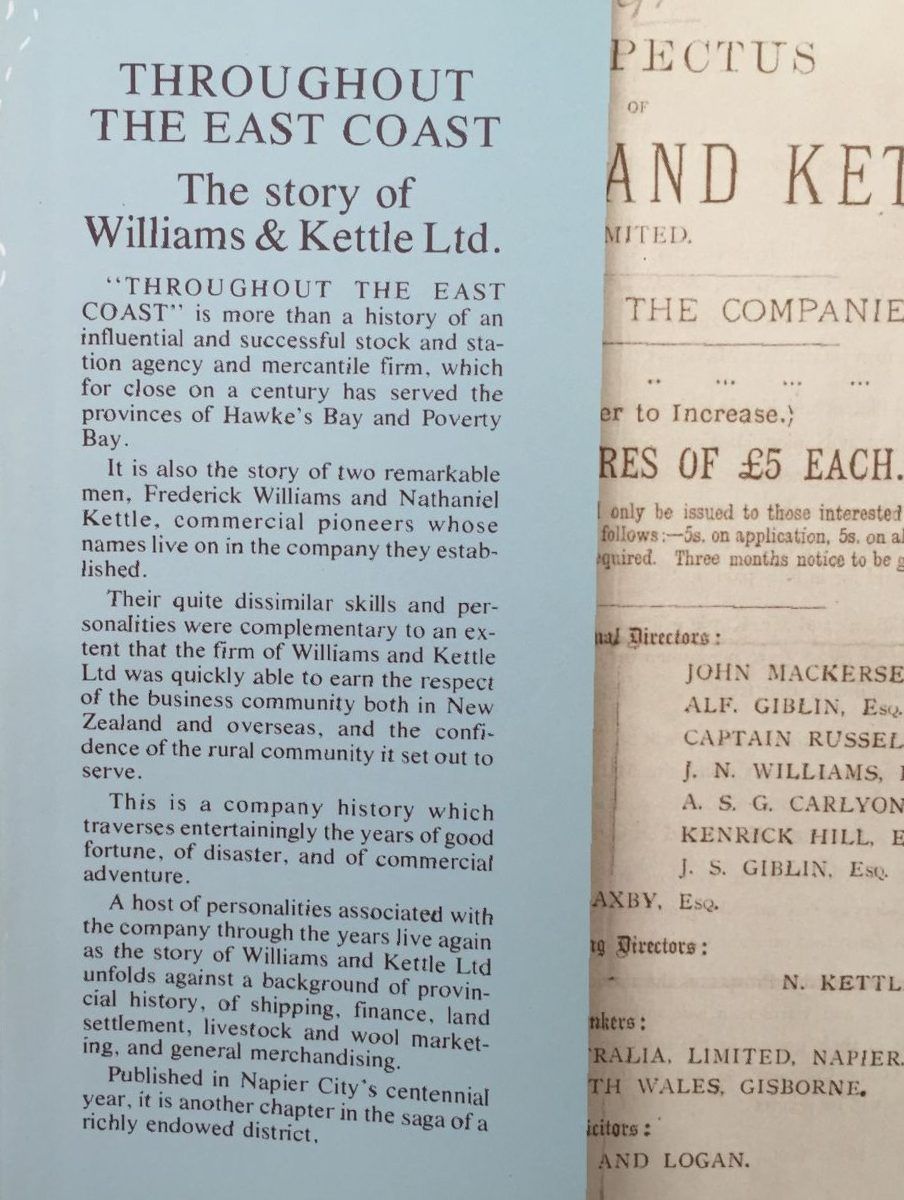 THROUGHOUT
THE EAST COAST
The story of
Williams & Kettle Ltd.
"THROUGHOUT THE EAST
COAST" is more than a history of an
influential and successful stock and sta-
tion agency and mercantile firm, which
for close on a century has served the
provinces of Hawke's Bay and Poverty
Bay.
It is also the story of two remarkable
men, Frederick Williams and Nathaniel
Kettle, commercial pioneers whose
names live on in the company they estab-
lished.
Their quite dissimilar skills and per-
sonalities were complementary to an ex-
tent that the firm of Williams and Kettle
Ltd was quickly able to earn the respect
of the business community both in New
Zealand and overseas, and the confi-
dence of the rural community it set out to
serve.
This is a company history which
traverses entertainingly the years of good
fortune, of disaster, and of commercial
adventure.
A host of personalities associated with
the company through the years live again
as the story of Williams and Kettle Ltd
unfolds against a background of provin-
cial history, of shipping, finance, land
settlement, livestock and wool market-
ing, and general merchandising.
Published in Napier City's centennial
year, it is another chapter in the saga of a
richly endowed district.
PECTUS
OF
AND KET
MITED.
THE COMPANIE
er to Increase.)
RES OF £5 EACH.
only be issued to those interested
follows:—5s. on application, 5s. on al
equired. Three months notice to be g
nal Directors:
JOHN MACKERSE
ALF. GIBLIN, Esq.
CAPTAIN RUSSEL
J. N. WILLIAMS,
A. S. G. CARLYON
KENRICK HILL, E
J. S. GIBLIN, Esq.
AXBY, Esq.
ng Directors:
N. KETTL
nkers:
RALIA, LIMITED, NAPIER.
TH WALES, GISBORNE.
icitors:
AND LOGAN.